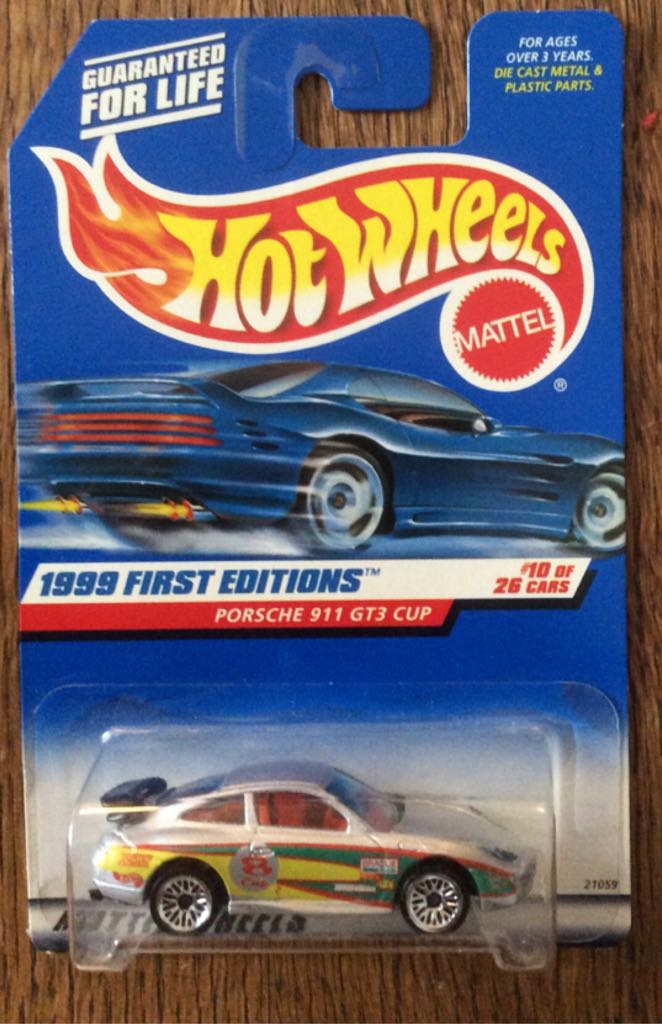 GUARANTEED
FOR LIFE
FOR AGES
OVER 3 YEARS.
DIE CAST METAL &
PLASTIC PARTS.
HOT WHEELS
MATTEL
®
1999 FIRST EDITIONS™
#10 OF
26 CARS
PORSCHE 911 GT3 CUP
8
21059